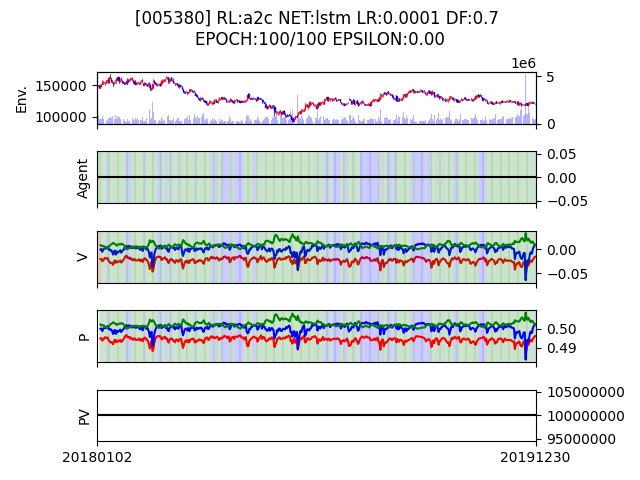 [005380] RL:a2c NET:lstm LR:0.0001 DF:0.7
EPOCH:100/100 EPSILON:0.00
1e6
Env.
150000
100000
5
0
Agent
0.05
0.00
−0.05
V
0.00
−0.05
P
0.50
0.49
PV
105000000
100000000
95000000
20180102
20191230